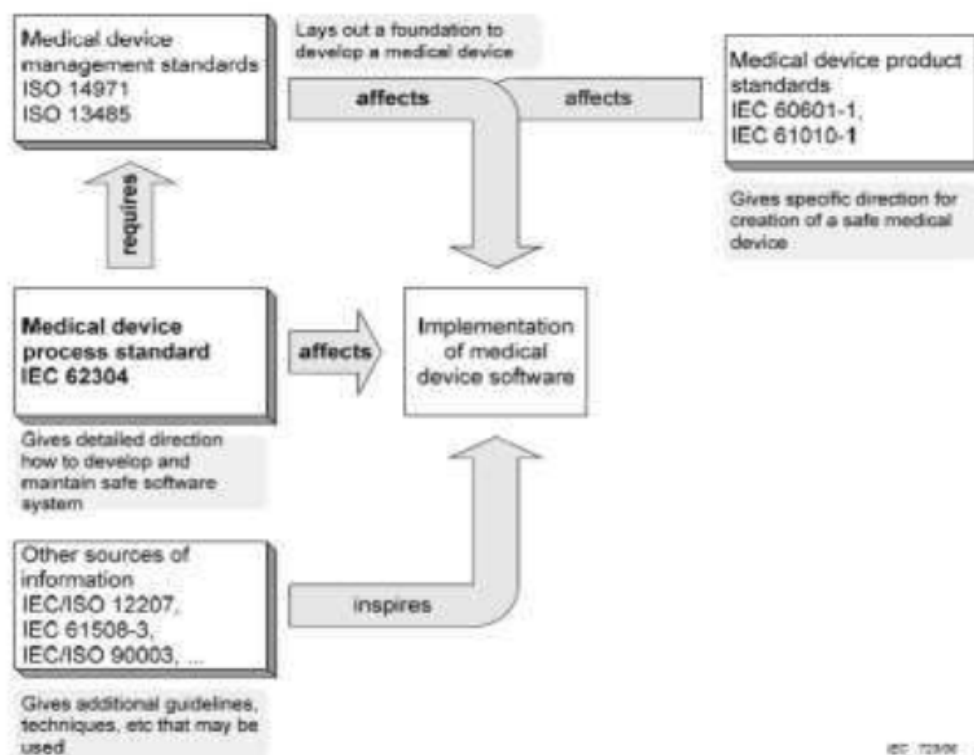 Medical device
management standards
ISO 14971
ISO 13485
Lays out a foundation to
develop a medical device
affects
affects
Medical device product
standards
IEC 60601-1,
IEC 61010-1
Gives specific direction for
creation of a safe medical
device
requires
Medical device
process standard
IEC 62304
affects
Implementation
of medical
device software
Gives detailed direction
how to develop and
maintain safe software
system
Other sources of
information
IEC/ISO 12207,
IEC 61508-3,
IEC/ISO 90003, ...
inspires
Gives additional guidelines,
techniques, etc that may be
used
IEC